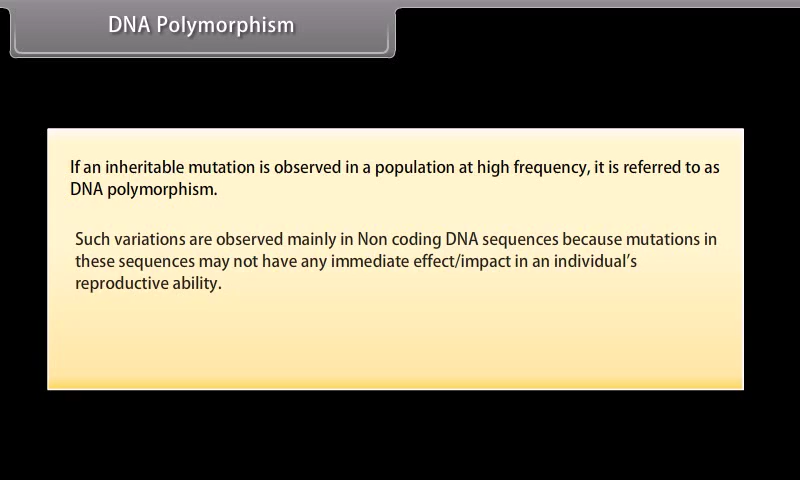 DNA Polymorphism
If an inheritable mutation is observed in a population at high frequency, it is referred to as
DNA polymorphism.
Such variations are observed mainly in Non coding DNA sequences because mutations in
these sequences may not have any immediate effect/impact in an individual’s
reproductive ability.